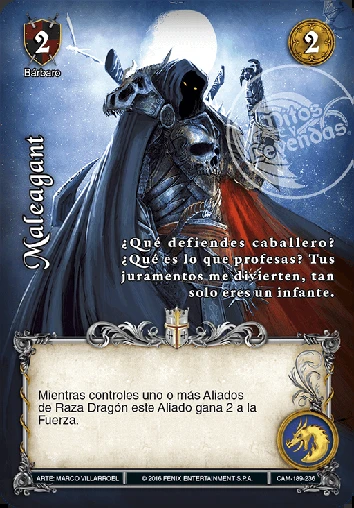 2
2
Bárbaro
Mitos
y
Leyendas
Maleagant
¿Qué defiendes caballero?
¿Qué es lo que profesas? Tus
juramentos me divierten, tan
solo eres un infante.
Mientras controles uno o más Aliados
de Raza Dragón este Aliado gana 2 a la
Fuerza.
ARTE: MARCO VILLARROEL
© 2016 FENIX ENTERTAINMENT S.P.A.
CAM-189-236